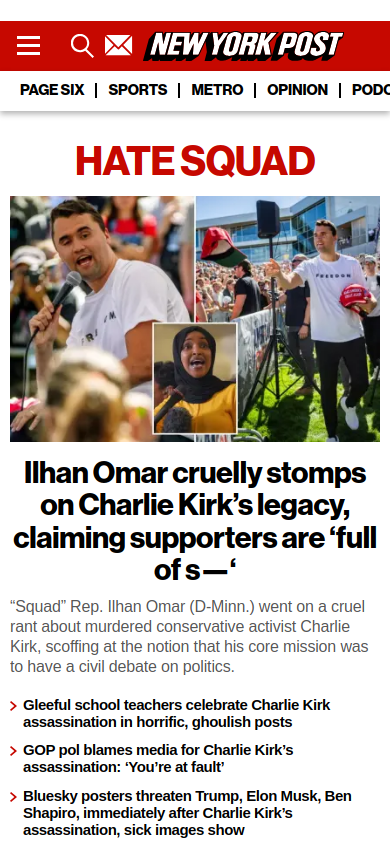 NEW YORK POST
PAGE SIX
SPORTS
METRO
OPINION
PODC
HATE SQUAD
FREEDOM
Ilhan Omar cruelly stomps
on Charlie Kirk’s legacy,
claiming supporters are ‘full
of s—‘
“Squad” Rep. Ilhan Omar (D-Minn.) went on a cruel
rant about murdered conservative activist Charlie
Kirk, scoffing at the notion that his core mission was
to have a civil debate on politics.
Gleeful school teachers celebrate Charlie Kirk
assassination in horrific, ghoulish posts
GOP pol blames media for Charlie Kirk’s
assassination: ‘You’re at fault’
Bluesky posters threaten Trump, Elon Musk, Ben
Shapiro, immediately after Charlie Kirk’s
assassination, sick images show